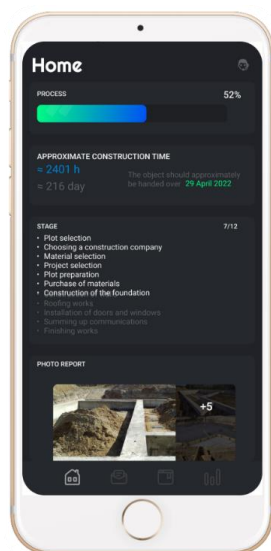 Home
PROCESS 52%
APPROXIMATE CONSTRUCTION TIME
≈ 2401 h
≈ 216 day
The object should approximately
be handed over 29 April 2022
STAGE 7/12
• Plot selection
• Choosing a construction company
• Material selection
• Project selection
• Plot preparation
• Purchase of materials
• Construction of the foundation
• Roofing works
• Installation of doors and windows
• Summing up communications
• Finishing works
PHOTO REPORT
+5